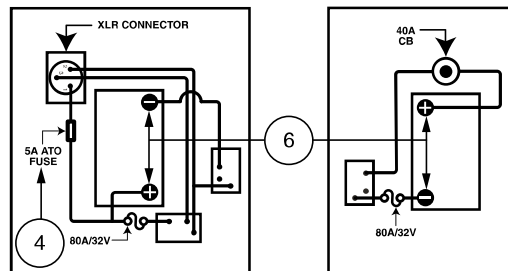 XLR CONNECTOR
40A
CB
5A ATO
FUSE
6
4
80A/32V
80A/32V